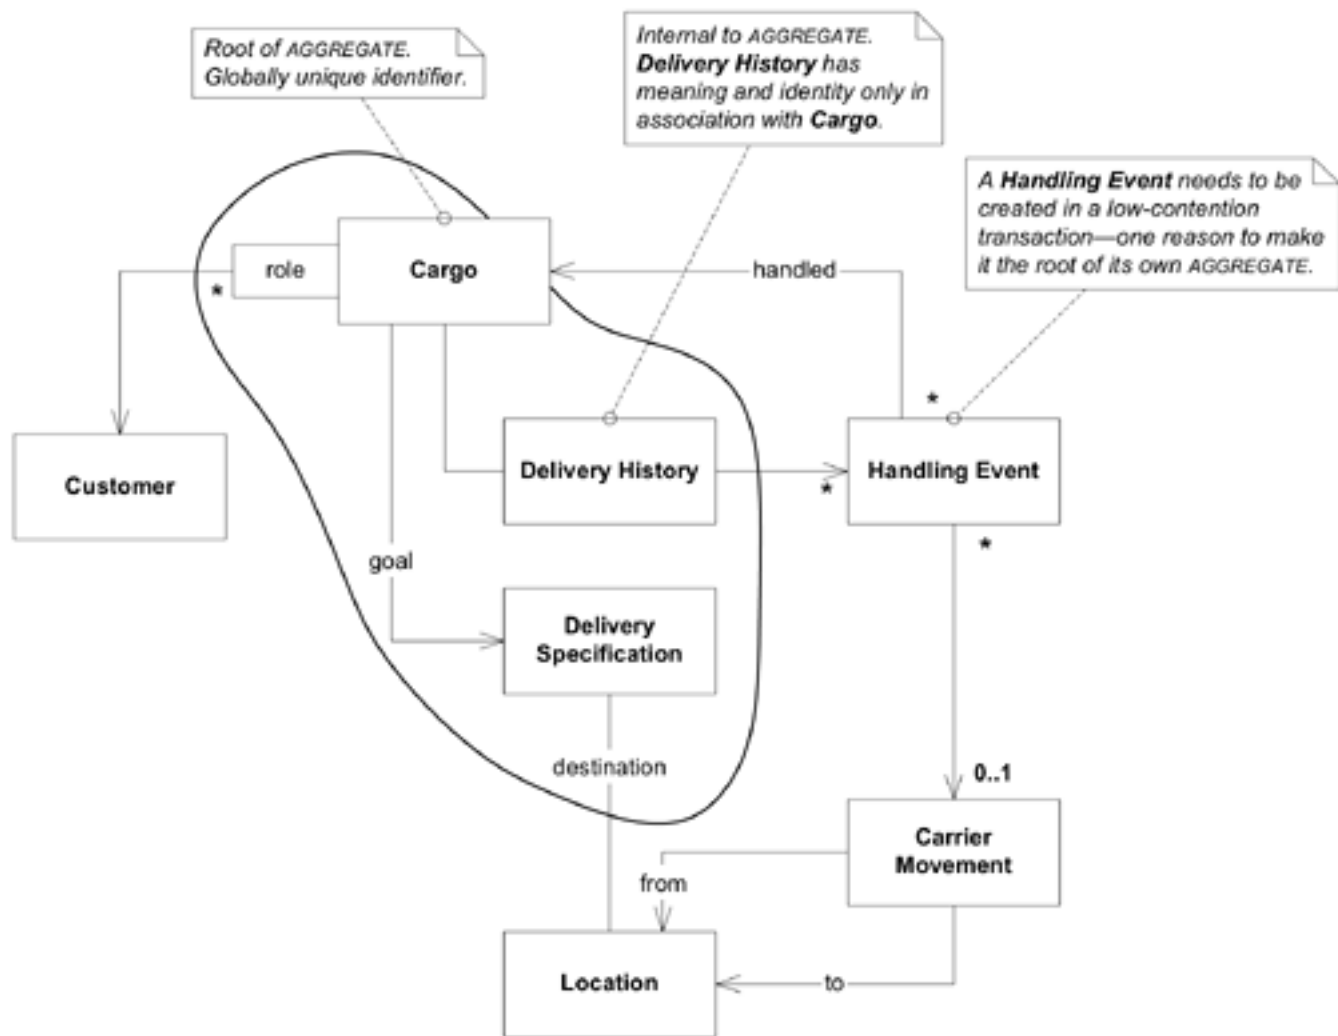 Root of AGGREGATE.
Globally unique identifier.
Internal to AGGREGATE.
Delivery History has
meaning and identity only in
association with Cargo.
A Handling Event needs to be
created in a low-contention
transaction—one reason to make
it the root of its own AGGREGATE.
role
*
Cargo
handled
*
Customer
Delivery History
*
Handling Event
*
goal
Delivery
Specification
destination
0..1
Carrier
Movement
from
Location
to